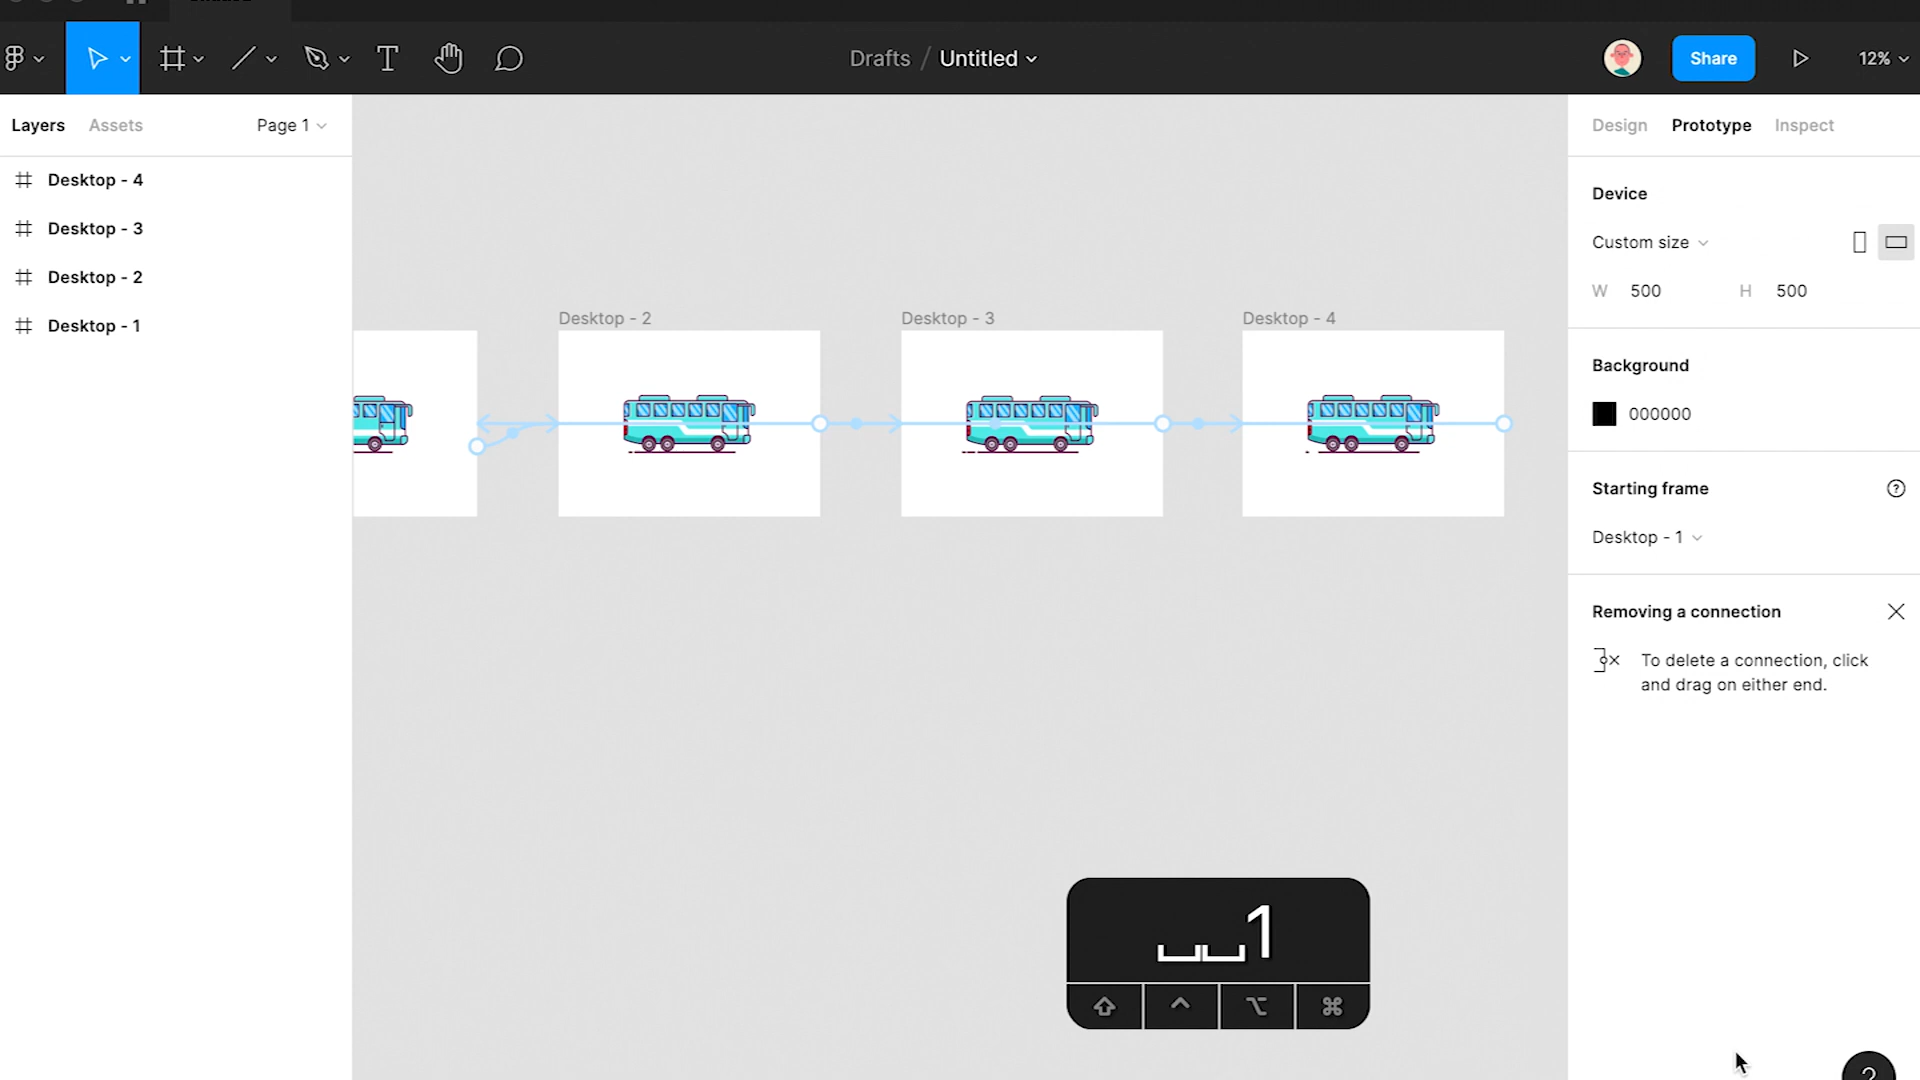 Drafts / Untitled
Share
12%
Layers
Assets
Page 1
Design
Prototype
Inspect
Desktop - 4
Desktop - 3
Desktop - 2
Desktop - 1
Desktop - 2
Desktop - 3
Desktop - 4
Device
Custom size
W 500
H 500
Background
000000
Starting frame
?
Desktop - 1
Removing a connection
To delete a connection, click
and drag on either end.
1
?